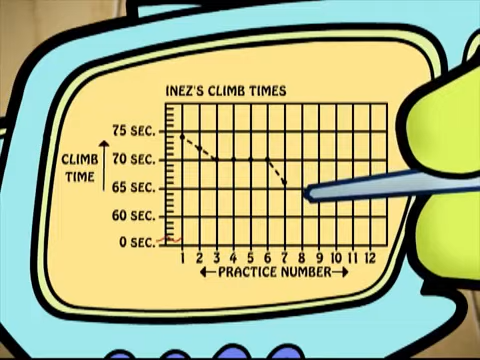 INEZ'S CLIMB TIMES
75 SEC.
CLIMB TIME
70 SEC.
65 SEC.
60 SEC.
0 SEC.
1 2 3 4 5 6 7 8 9 10 11 12
PRACTICE NUMBER